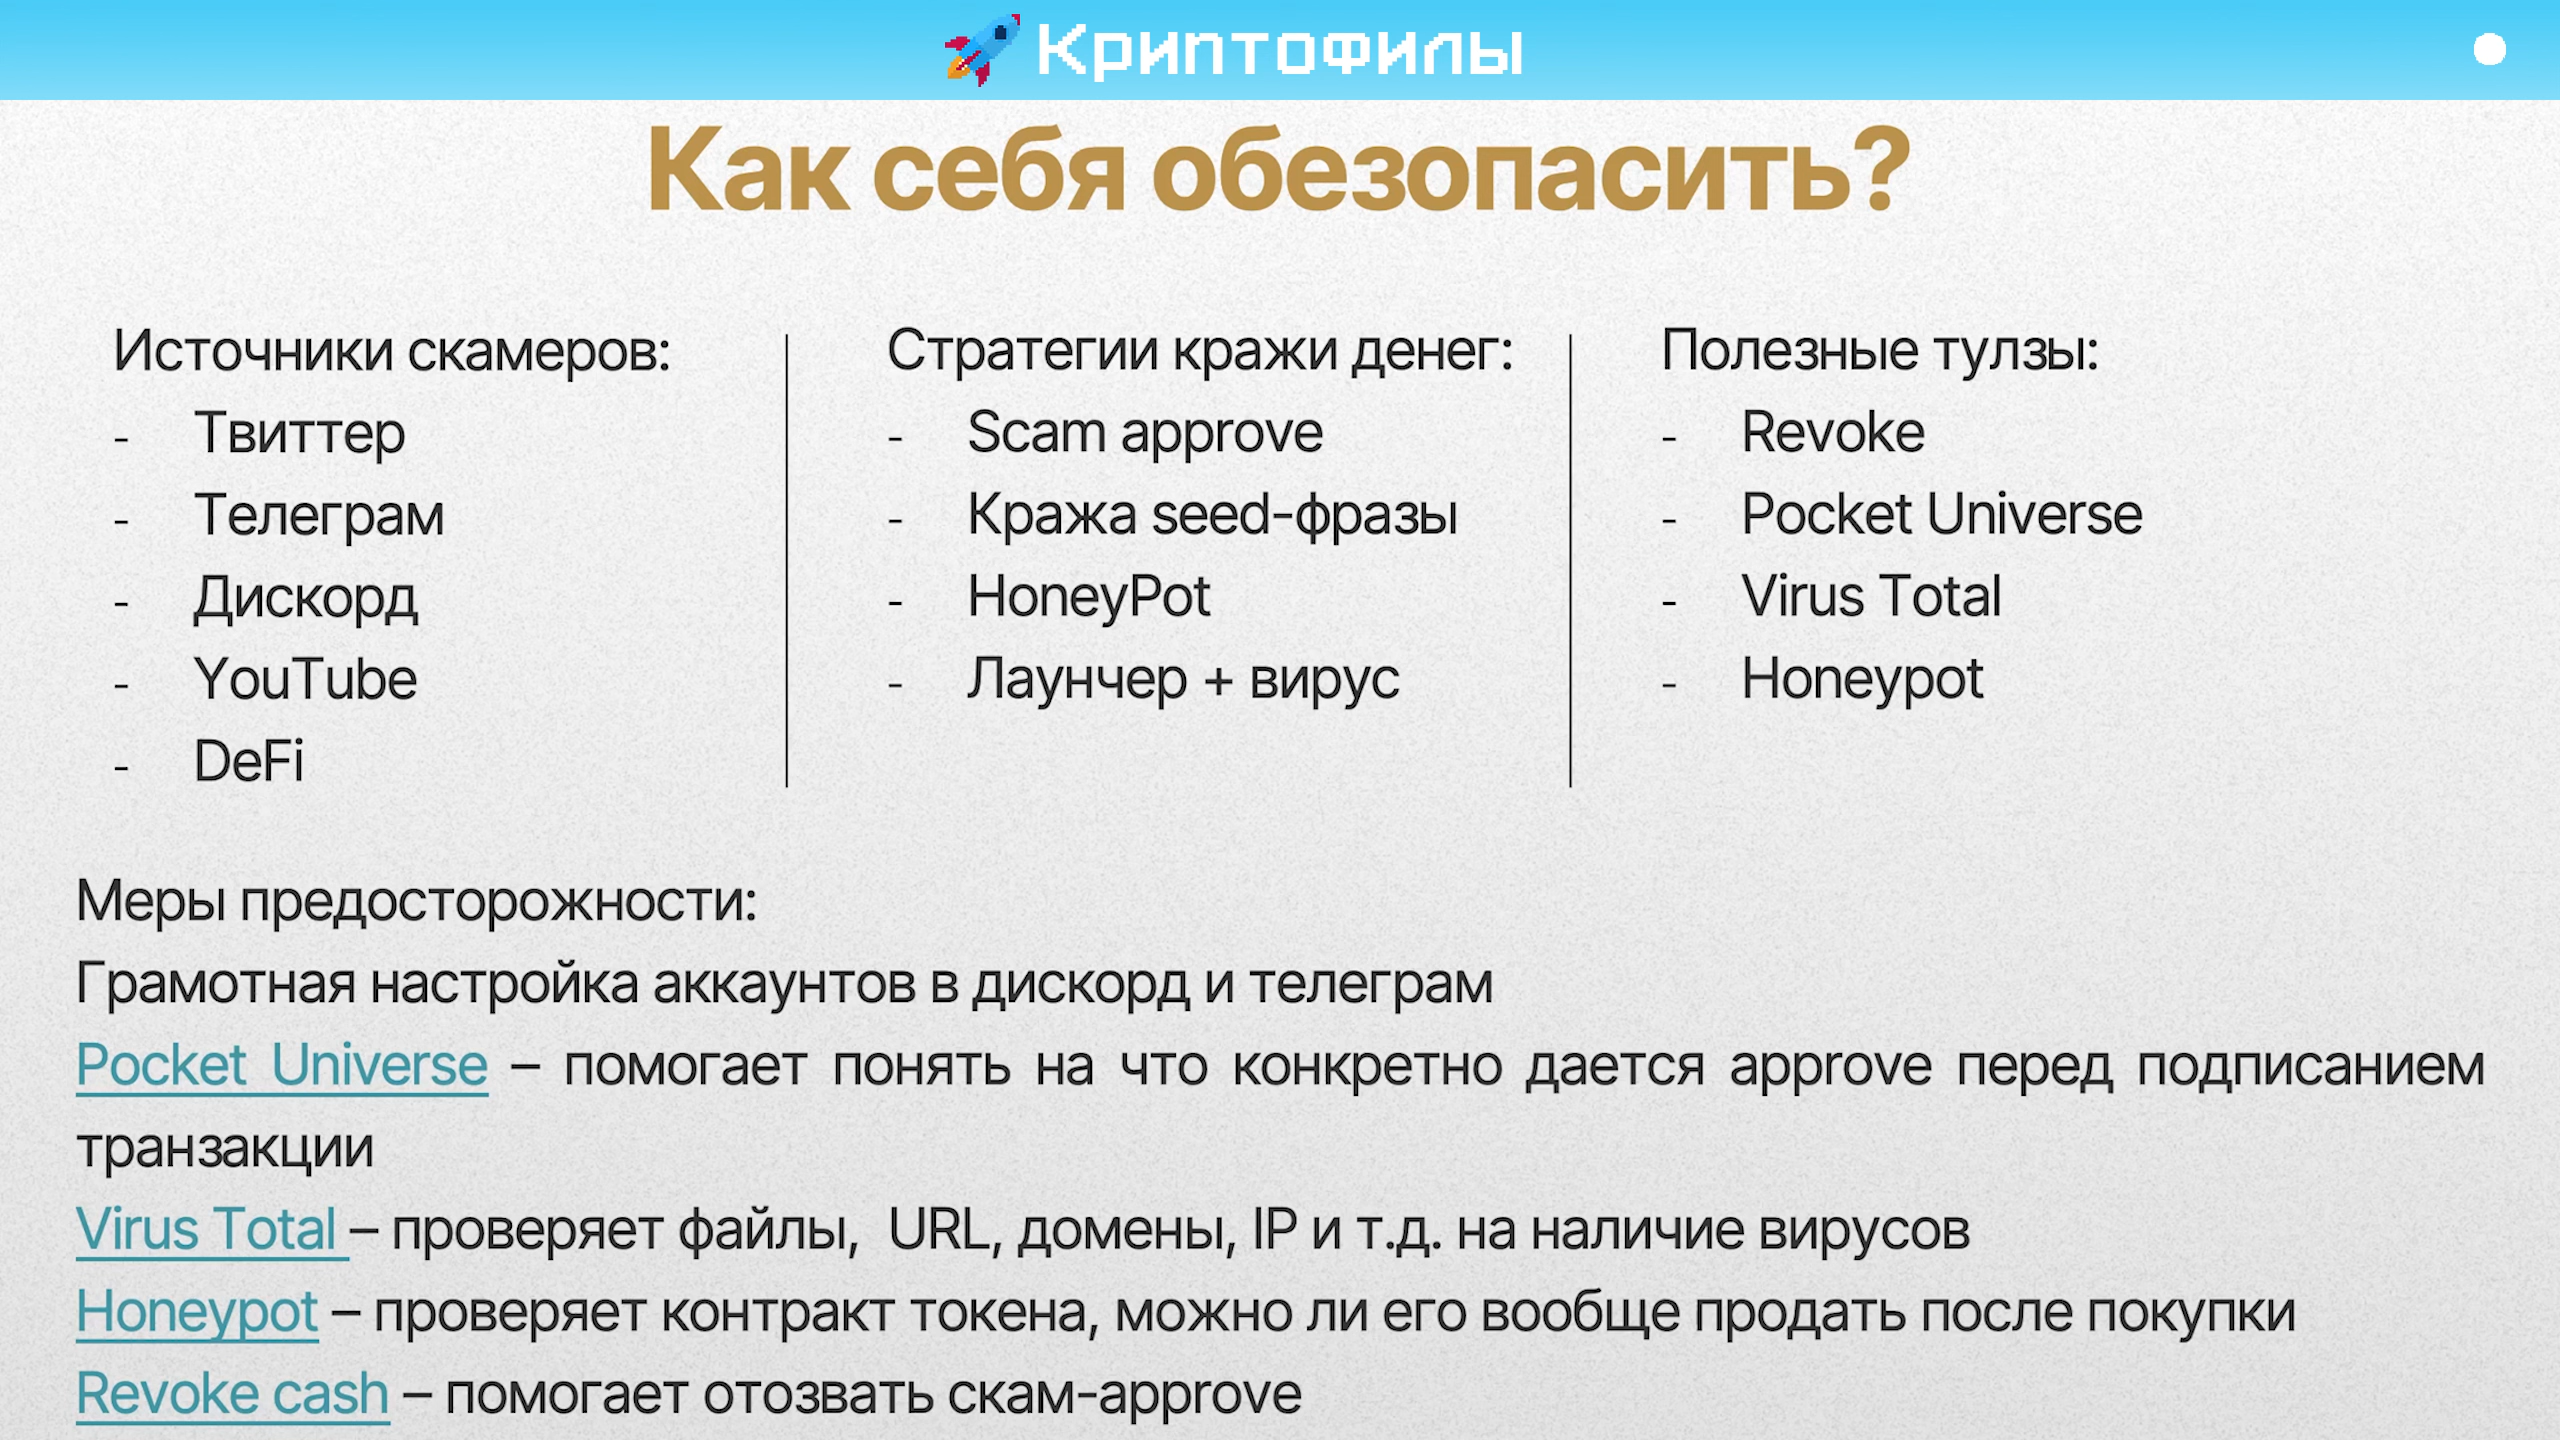 Криптофилы
Как себя обезопасить?
Источники скамеров:
- Твиттер
- Телеграм
- Дискорд
- YouTube
- DeFi
Стратегии кражи денег:
- Scam approve
- Кража seed-фразы
- HoneyPot
- Лаунчер + вирус
Полезные тулзы:
- Revoke
- Pocket Universe
- Virus Total
- Honeypot
Меры предосторожности:
Грамотная настройка аккаунтов в дискорд и телеграм
Pocket Universe – помогает понять на что конкретно дается approve перед подписанием
транзакции
Virus Total – проверяет файлы, URL, домены, IP и т.д. на наличие вирусов
Honeypot – проверяет контракт токена, можно ли его вообще продать после покупки
Revoke cash – помогает отозвать скам-approve